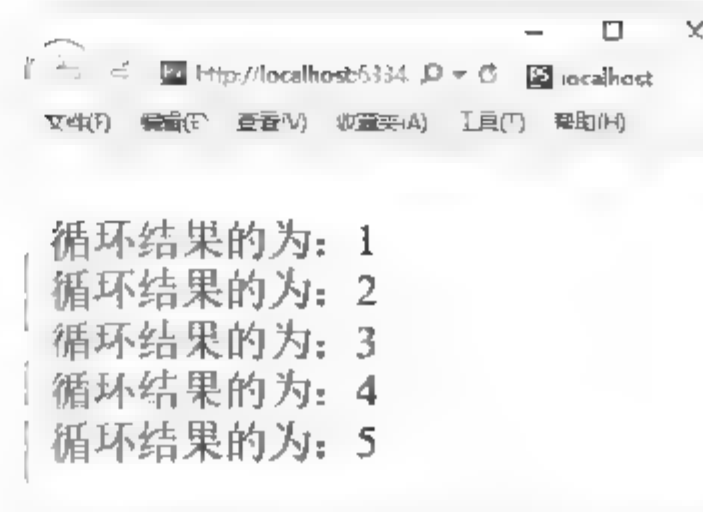 http://localhost:6334 localhost
文件(F) 编辑(E) 查看(V) 收藏夹(A) 工具(T) 帮助(H)
循环结果的为：1
循环结果的为：2
循环结果的为：3
循环结果的为：4
循环结果的为：5